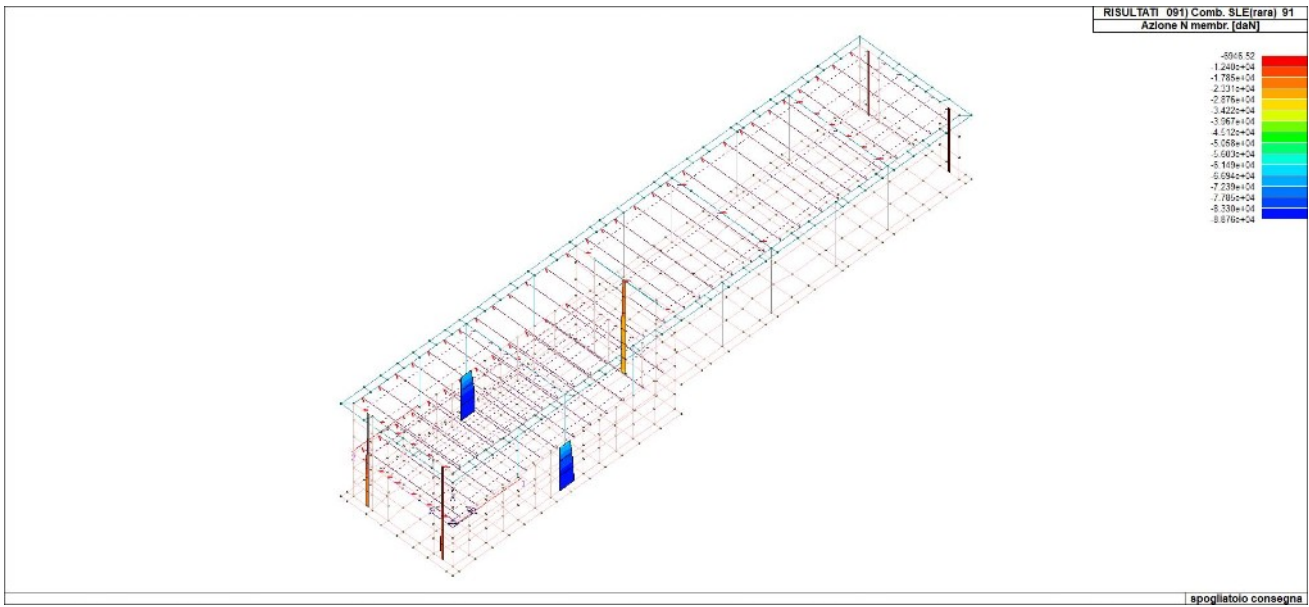 RISULTATI 091) Comb. SLE(rara) 91
Azione N membr. [daN]
-6946.52
-1.240e+04
-1.785e+04
-2.331e+04
-2.876e+04
-3.422e+04
-3.967e+04
-4.512e+04
-5.058e+04
-5.603e+04
-6.149e+04
-6.694e+04
-7.239e+04
-7.785e+04
-8.330e+04
-8.876e+04
spogliatoio consegna